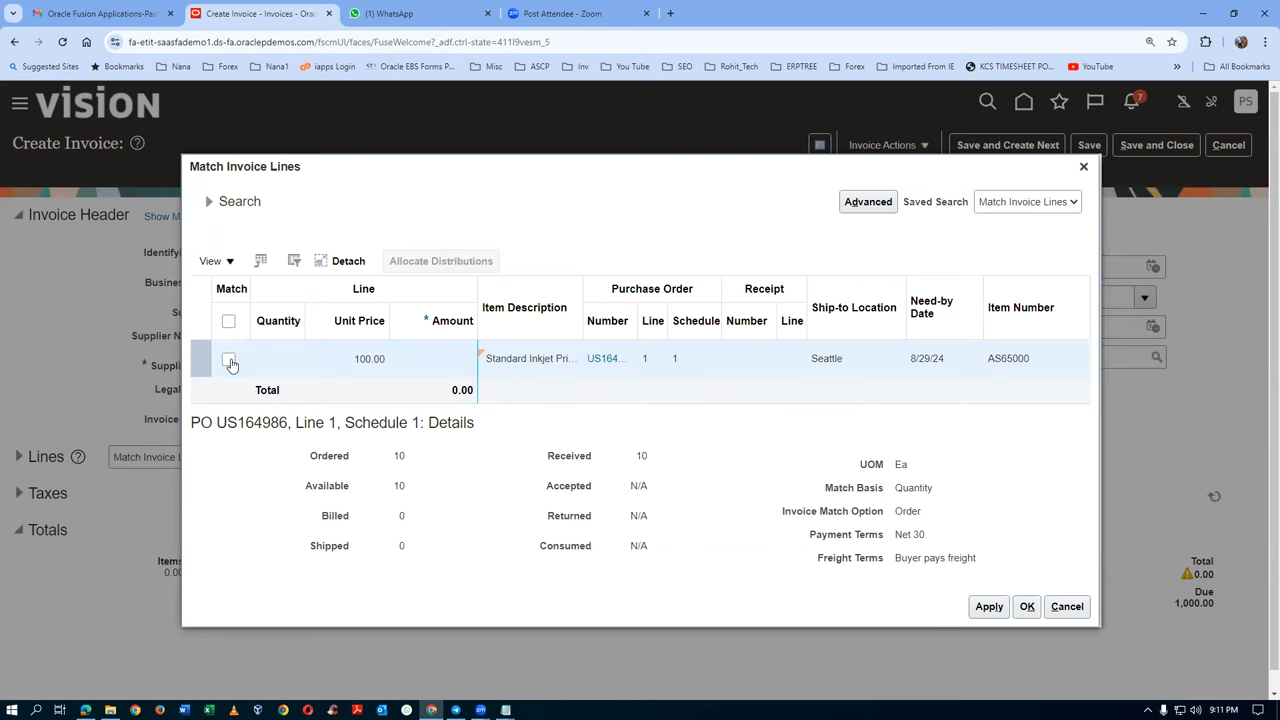 Oracle Fusion Applications-Pas
Create Invoice - Invoices - Orac
(1) WhatsApp
Post Attendee - Zoom
fa-etit-saasfademo1.ds-fa.oraclepdemos.com/fscmUI/faces/FuseWelcome?_adf.ctrl-state=411l9vesm_5
Suggested Sites
Bookmarks
Nana
Forex
Nana1
iapps Login
Oracle EBS Forms P...
Misc
ASCP
Inv
You Tube
SEO
Rohit_Tech
ERPTREE
Forex
Imported From IE
KCS TIMESHEET PO...
YouTube
All Bookmarks
VISION
7
PS
Create Invoice:
Invoice Actions
Save and Create Next
Save
Save and Close
Cancel
Invoice Header
Show M
Identifyi
Busines
Su
Supplier N
* Suppli
Legal
Invoice
Lines
Match Invoice L
Taxes
Totals
Items
0.00
Total
0.00
Due
1,000.00
Match Invoice Lines
Search
Advanced
Saved Search
Match Invoice Lines
View
Detach
Allocate Distributions
Match
Line
Item Description
Purchase Order
Receipt
Ship-to Location
Need-by Date
Item Number
Quantity
Unit Price
* Amount
Number
Line
Schedule
Number
Line
100.00
Standard Inkjet Pri...
US164...
1
1
Seattle
8/29/24
AS65000
Total
0.00
PO US164986, Line 1, Schedule 1: Details
Ordered 10
Available 10
Billed 0
Shipped 0
Received 10
Accepted N/A
Returned N/A
Consumed N/A
UOM Ea
Match Basis Quantity
Invoice Match Option Order
Payment Terms Net 30
Freight Terms Buyer pays freight
Apply
OK
Cancel
9:11 PM